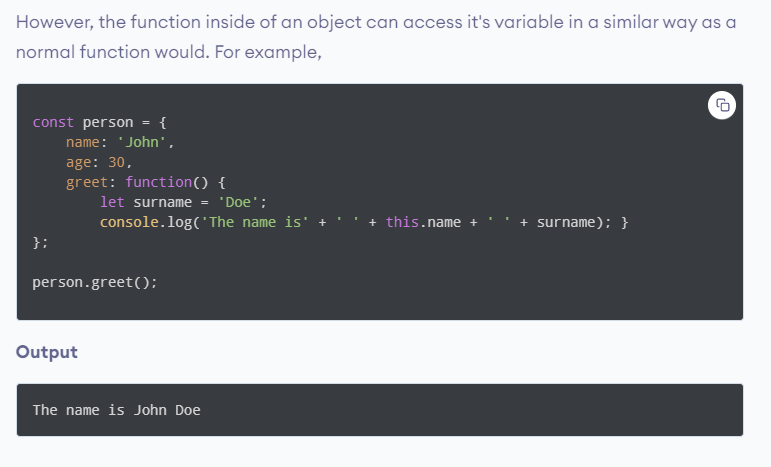 However, the function inside of an object can access it's variable in a similar way as a
normal function would. For example,
const person = {
    name: 'John',
    age: 30,
    greet: function() {
        let surname = 'Doe';
        console.log('The name is' + ' ' + this.name + ' ' + surname); }
};
person.greet();
Output
The name is John Doe